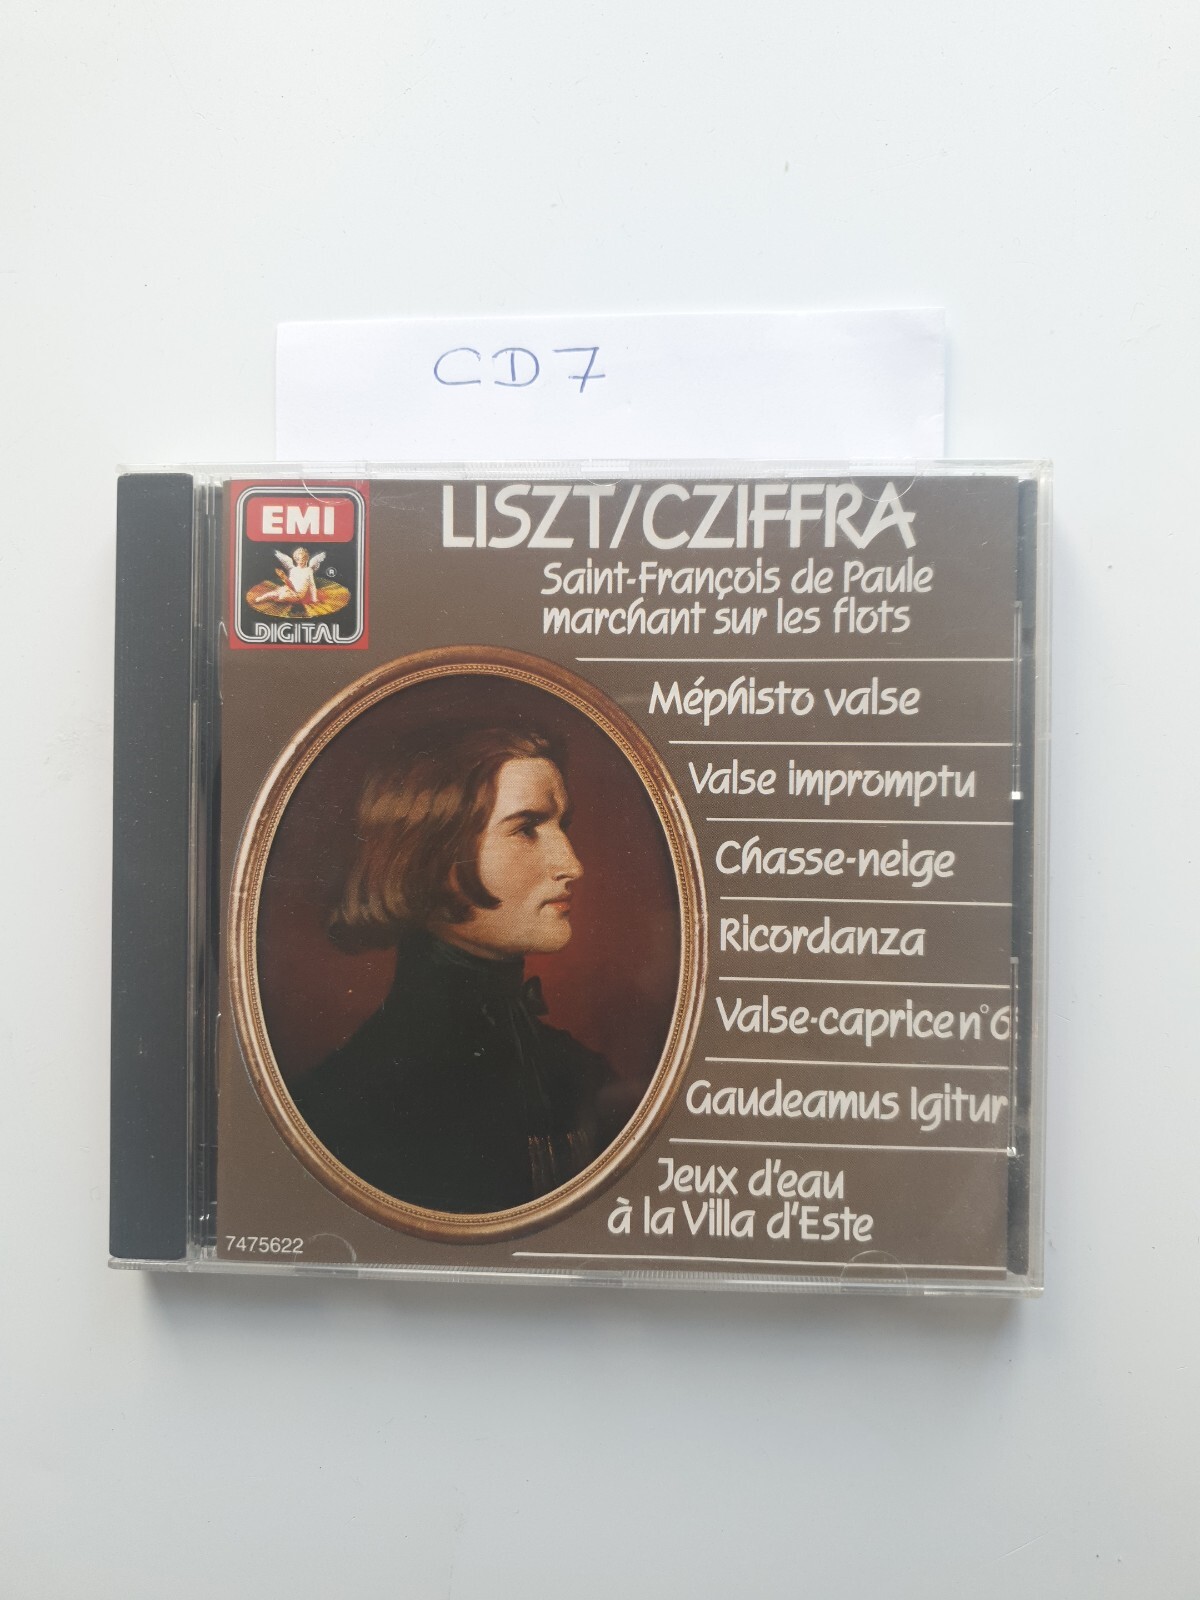 CD7
EMI
DIGITAL
LISZT/CZIFFRA
Saint-François de Paule
marchant sur les flots
Méphisto valse
Valse impromptu
Chasse-neige
Ricordanza
Valse-caprice n°6
Gaudeamus Igitur
Jeux d'eau
à la Villa d'Este
7475622